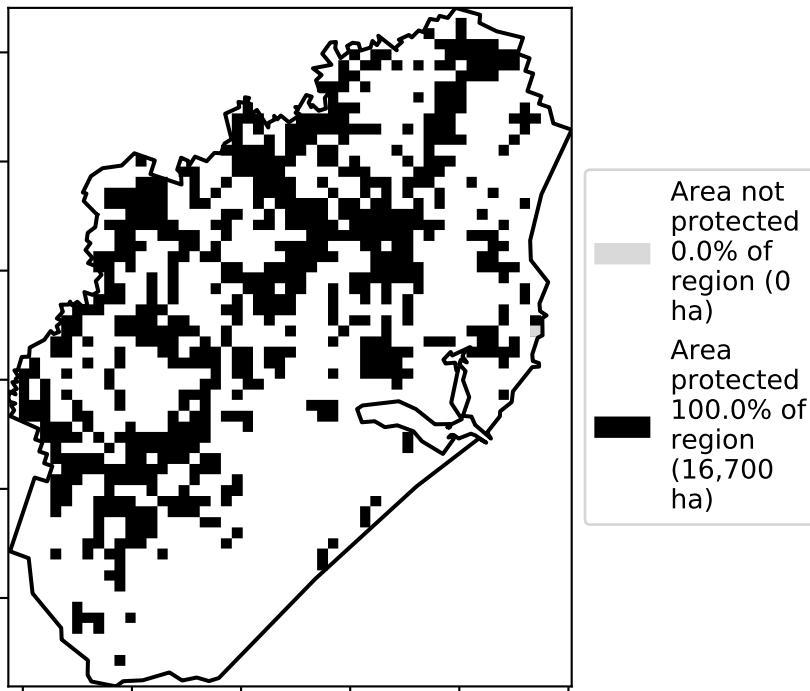 Area not
protected
0.0% of
region (0
ha)
Area
protected
100.0% of
region
(16,700
ha)